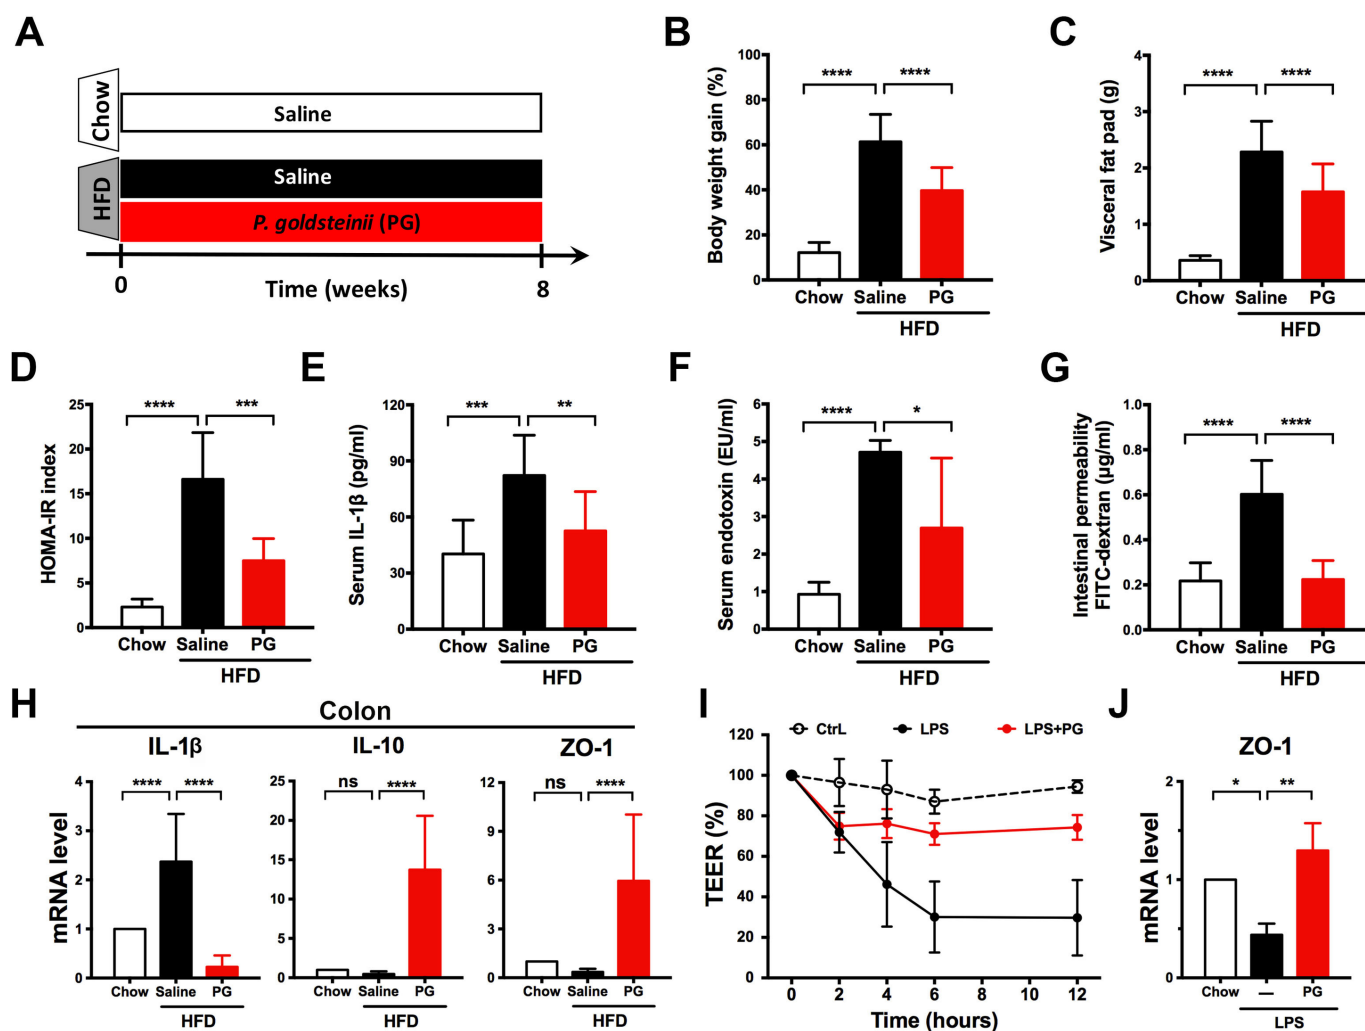 A
Chow
Saline
HFD
Saline
P. goldsteinii (PG)
0
Time (weeks)
8
B
Body weight gain (%)
100
80
60
40
20
0
**** ****
Chow Saline PG
HFD
C
Visceral fat pad (g)
4
3
2
1
0
**** ****
Chow Saline PG
HFD
D
HOMA-IR index
25
20
15
10
5
0
**** ***
Chow Saline PG
HFD
E
Serum IL-1β (pg/ml)
120
90
60
30
0
*** **
Chow Saline PG
HFD
F
Serum endotoxin (EU/ml)
6
5
4
3
2
1
0
**** *
Chow Saline PG
HFD
G
Intestinal permeability
FITC-dextran (µg/ml)
1.0
0.8
0.6
0.4
0.2
0.0
**** ****
Chow Saline PG
HFD
H
Colon
IL-1β
mRNA level
4
3
2
1
0
**** ****
Chow Saline PG
HFD
IL-10
25
20
15
10
5
0
ns ****
Chow Saline PG
HFD
ZO-1
12
9
6
3
0
ns ****
Chow Saline PG
HFD
I
CtrL LPS LPS+PG
TEER (%)
120
100
80
60
40
20
0
0 2 4 6 8 10 12
Time (hours)
J
ZO-1
mRNA level
2
1
0
* **
Chow — PG
LPS